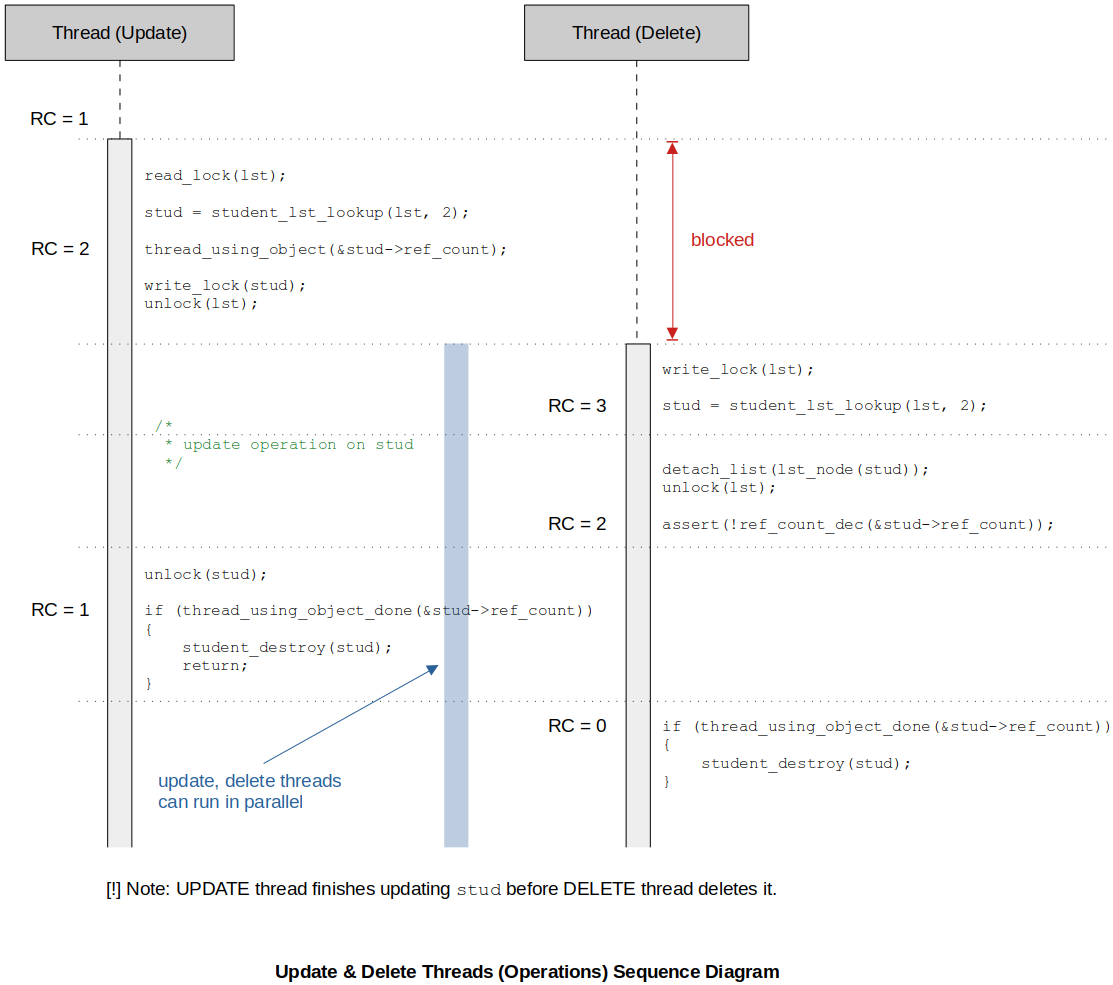 Thread (Update)
Thread (Delete)
RC = 1
read_lock(lst);
stud = student_lst_lookup(lst, 2);
RC = 2
thread_using_object(&stud->ref_count);
blocked
write_lock(stud);
unlock(lst);
write_lock(lst);
RC = 3
stud = student_lst_lookup(lst, 2);
/*
* update operation on stud
*/
detach_list(lst_node(stud));
unlock(lst);
RC = 2
assert(!ref_count_dec(&stud->ref_count));
unlock(stud);
RC = 1
if (thread_using_object_done(&stud->ref_count))
{
student_destroy(stud);
return;
}
RC = 0
if (thread_using_object_done(&stud->ref_count))
{
student_destroy(stud);
}
update, delete threads
can run in parallel
[!] Note: UPDATE thread finishes updating stud before DELETE thread deletes it.
Update & Delete Threads (Operations) Sequence Diagram